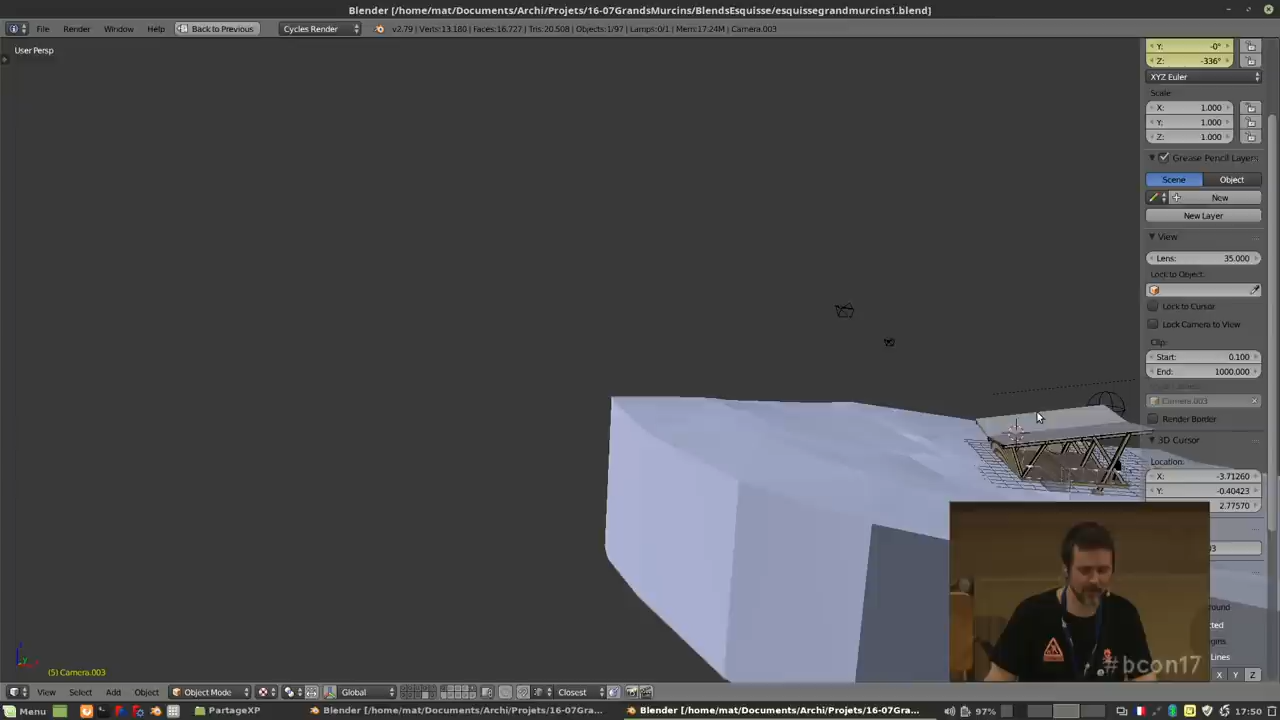 Blender [/home/mat/Documents/Archi/Projets/16-07GrandsMurcins/BlendsEsquisse/esquissegrandmurcins1.blend]
File Render Window Help Back to Previous Cycles Render v2.79 | Verts:13.180 | Faces:16.727 | Tris:20.508 | Objects:1/97 | Lamps:0/1 | Mem:17.24M | Camera.003
User Persp
Y: -0°
Z: -336°
XYZ Euler
Scale
X: 1.000
Y: 1.000
Z: 1.000
Grease Pencil Layers
Scene Object
New
New Layer
View
Lens: 35.000
Lock to Object:
Lock to Cursor
Lock Camera to View
Clip:
Start: 0.100
End: 1000.000
Camera.003
Render Border
3D Cursor
Location:
X: -3.71260
Y: -0.40423
2.77570
Lines
#bcon17
X Y Z
(5) Camera.003
View Select Add Object Object Mode Global Closest
Menu PartageXP Blender [/home/mat/Documents/Archi/Projets/16-07Gra... Blender [/home/mat/Documents/Archi/Projets/16-07Gra... 97% 17:50